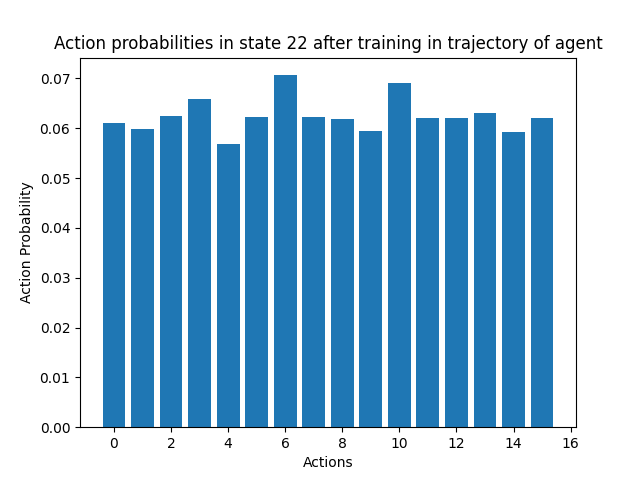 Action probabilities in state 22 after training in trajectory of agent
0.07
0.06
0.05
0.04
0.03
0.02
0.01
0.00
Action Probability
0 2 4 6 8 10 12 14 16
Actions